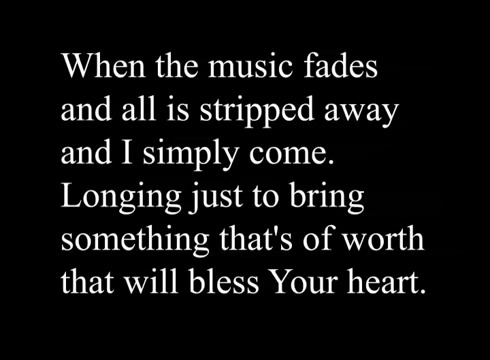 When the music fades
and all is stripped away
and I simply come.
Longing just to bring
something that's of worth
that will bless Your heart.